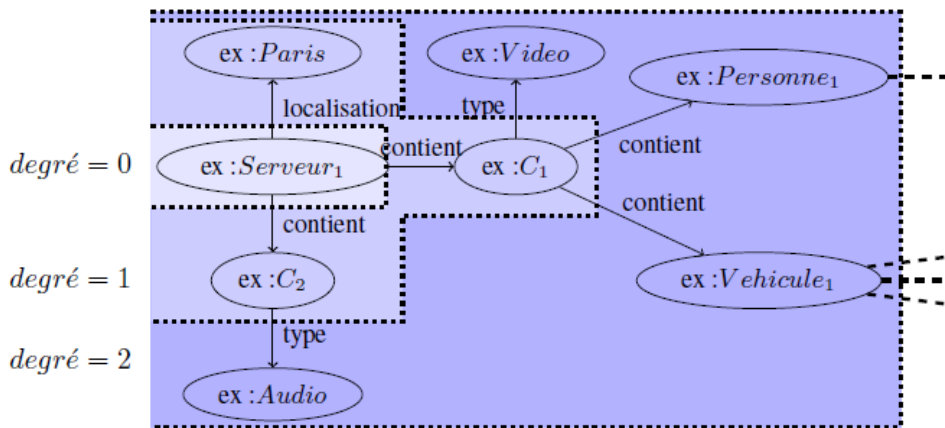 ex :Paris
ex :Video
ex :Personne₁
localisation
type
contient
degré = 0
ex :Serveur₁
contient
ex :C₁
contient
contient
degré = 1
ex :C₂
ex :Vehicule₁
type
degré = 2
ex :Audio